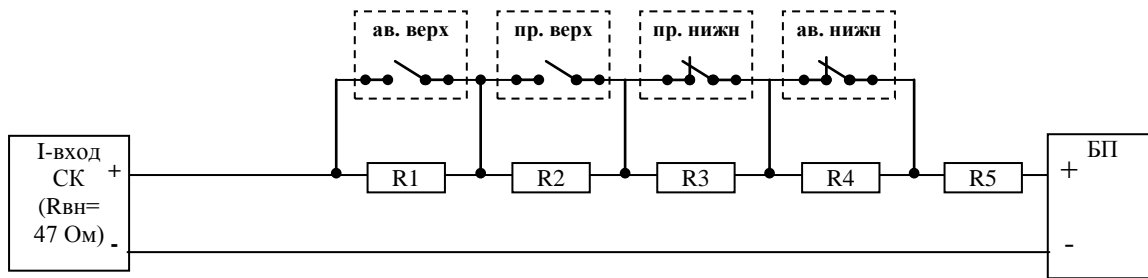 ав. верх
пр. верх
пр. нижн
ав. нижн
I-вход
СК
(Rвн=
47 Ом)
+
-
R1
R2
R3
R4
R5
БП
+
-